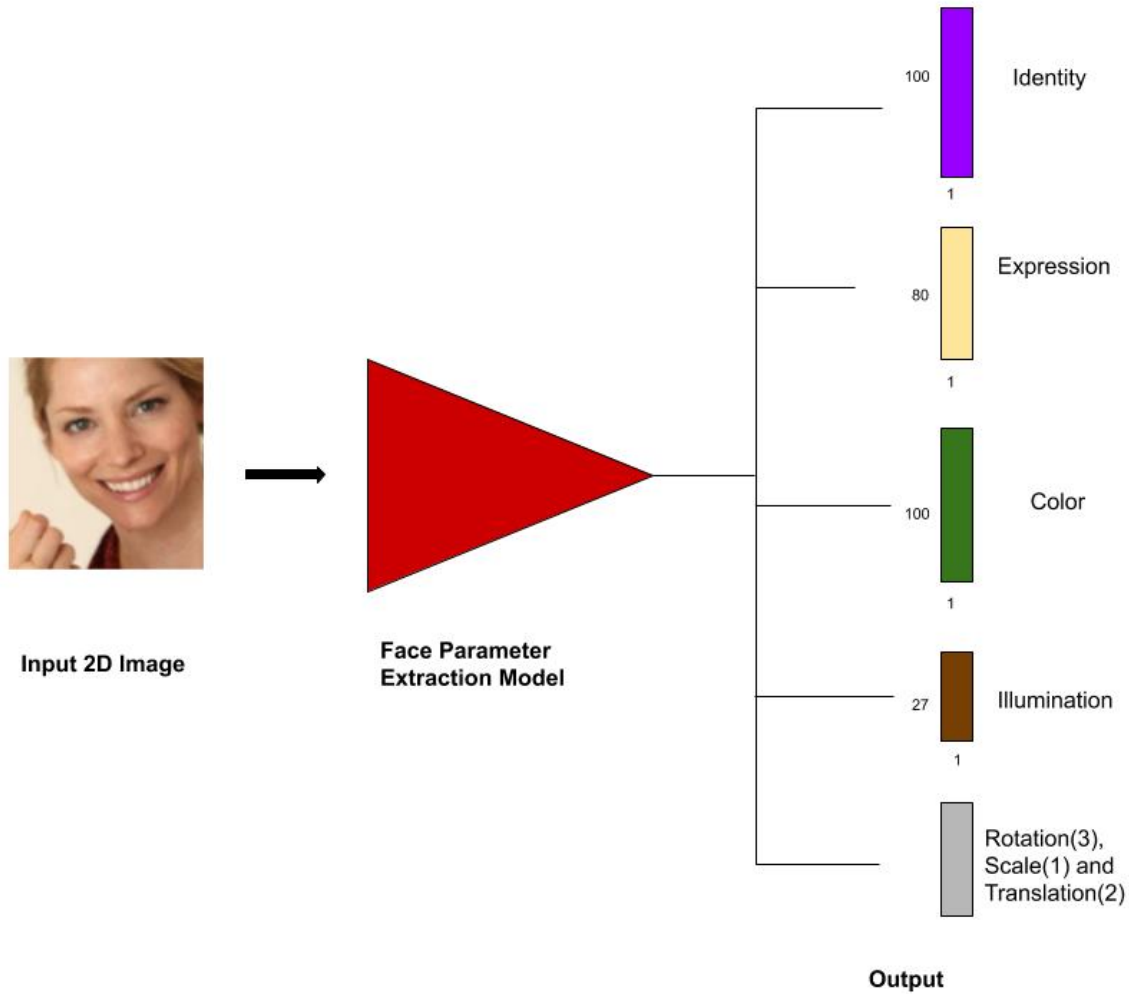 100
Identity
1
Expression
80
1
Color
100
1
27
Illumination
1
Rotation(3),
Scale(1) and
Translation(2)
Input 2D Image
Face Parameter
Extraction Model
Output